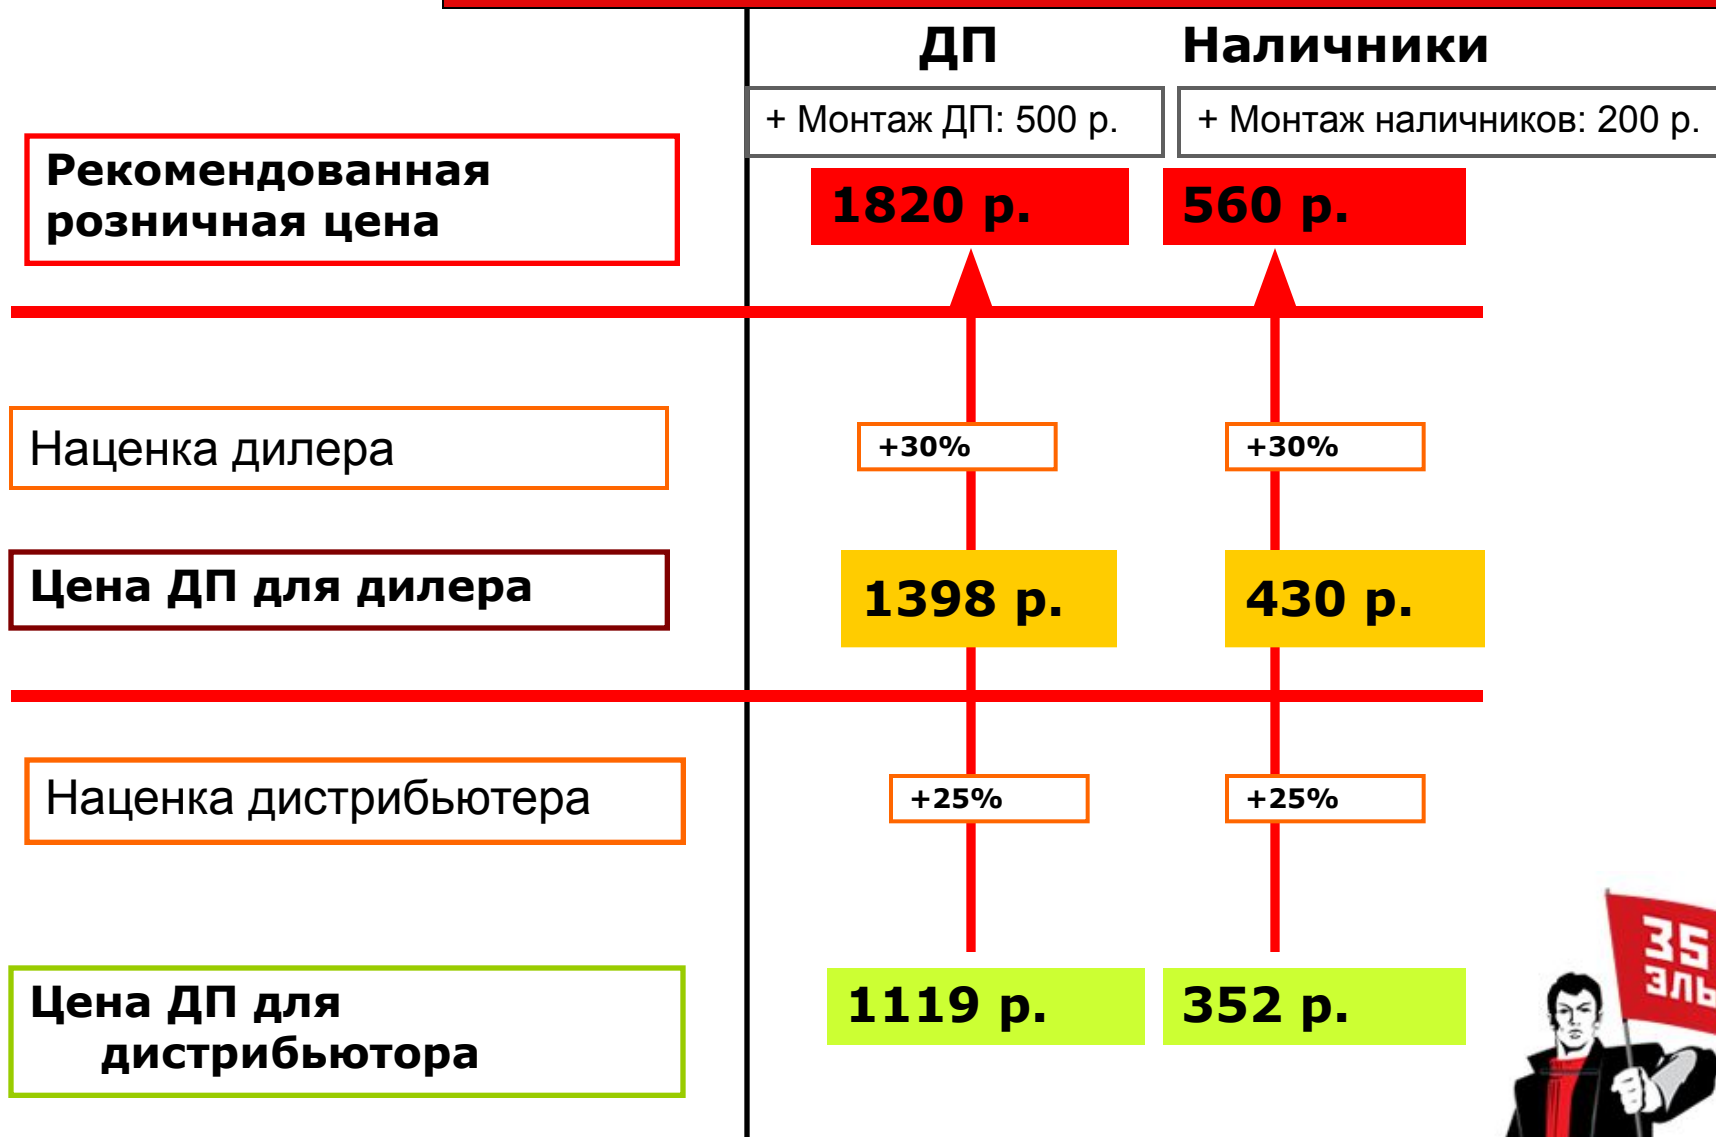 ДП Наличники
+ Монтаж ДП: 500 р. + Монтаж наличников: 200 р.
Рекомендованная
розничная цена
1820 р. 560 р.
Наценка дилера
+30% +30%
Цена ДП для дилера
1398 р. 430 р.
Наценка дистрибьютера
+25% +25%
Цена ДП для
дистрибьютора
1119 р. 352 р.
35